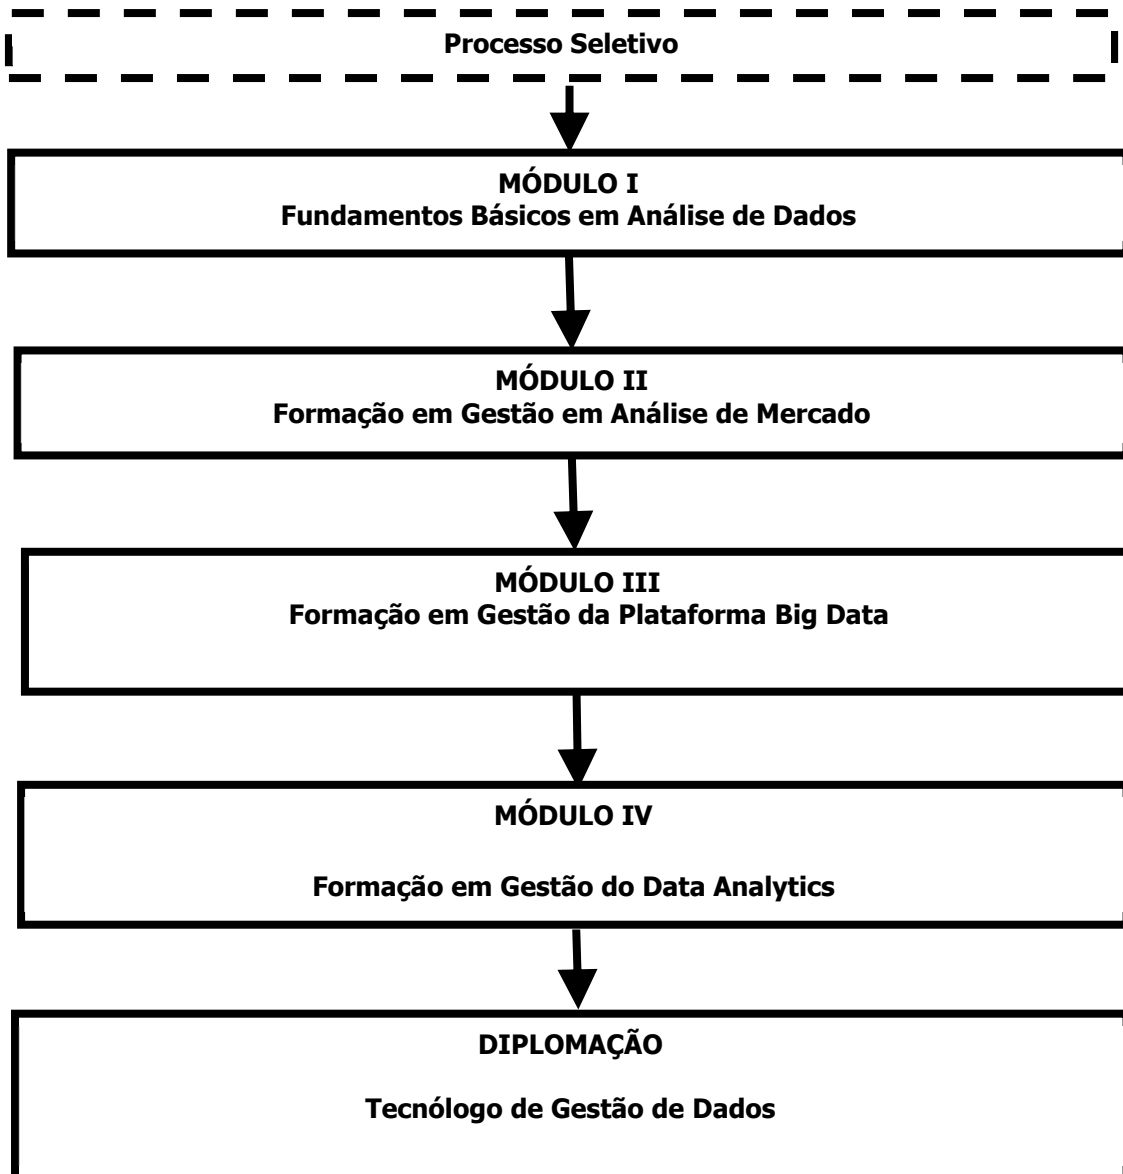 Processo Seletivo
MÓDULO I
Fundamentos Básicos em Análise de Dados
MÓDULO II
Formação em Gestão em Análise de Mercado
MÓDULO III
Formação em Gestão da Plataforma Big Data
MÓDULO IV
Formação em Gestão do Data Analytics
DIPLOMAÇÃO
Tecnólogo de Gestão de Dados